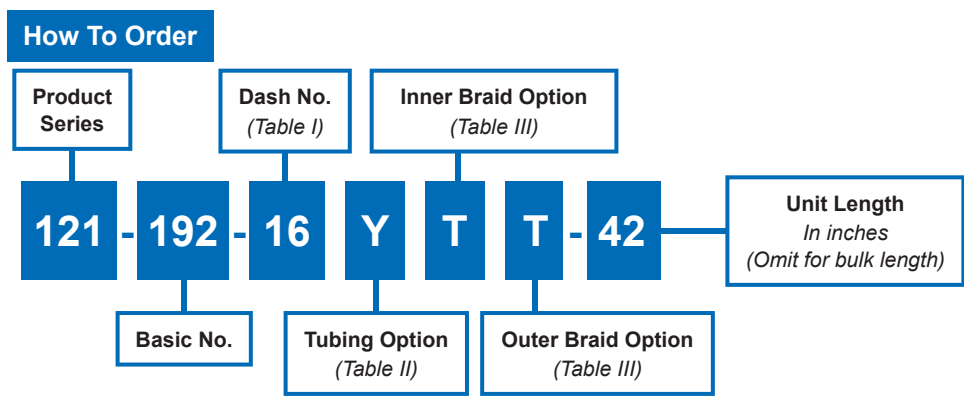 How To Order
Product
Series
Dash No.
(Table I)
Inner Braid Option
(Table III)
121 - 192 - 16 Y T T - 42
Unit Length
In inches
(Omit for bulk length)
Basic No.
Tubing Option
(Table II)
Outer Braid Option
(Table III)